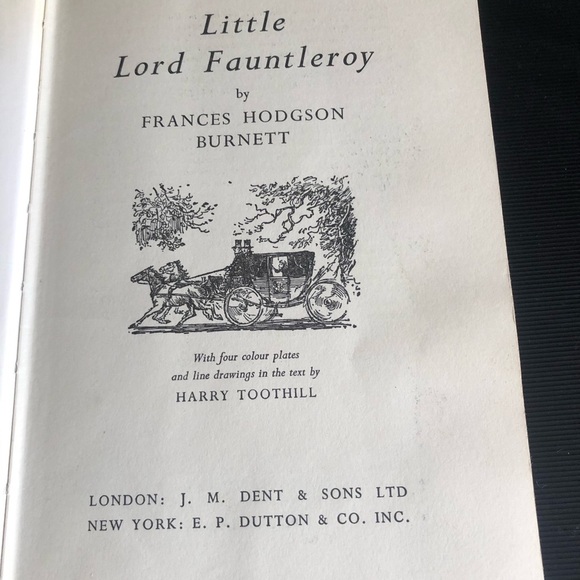 Little
Lord Fauntleroy
by
FRANCES HODGSON
BURNETT
With four colour plates
and line drawings in the text by
HARRY TOOTHILL
LONDON: J. M. DENT & SONS LTD
NEW YORK: E. P. DUTTON & CO. INC.